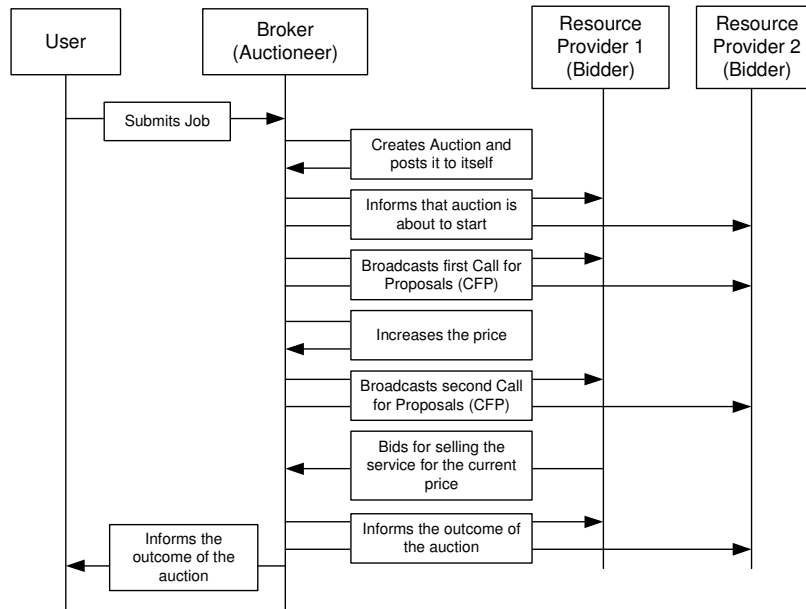 User
Broker
(Auctioneer)
Resource
Provider 1
(Bidder)
Resource
Provider 2
(Bidder)
Submits Job
Creates Auction and
posts it to itself
Informs that auction is
about to start
Broadcasts first Call for
Proposals (CFP)
Increases the price
Broadcasts second Call
for Proposals (CFP)
Bids for selling the
service for the current
price
Informs the outcome of
the auction
Informs the
outcome of the
auction